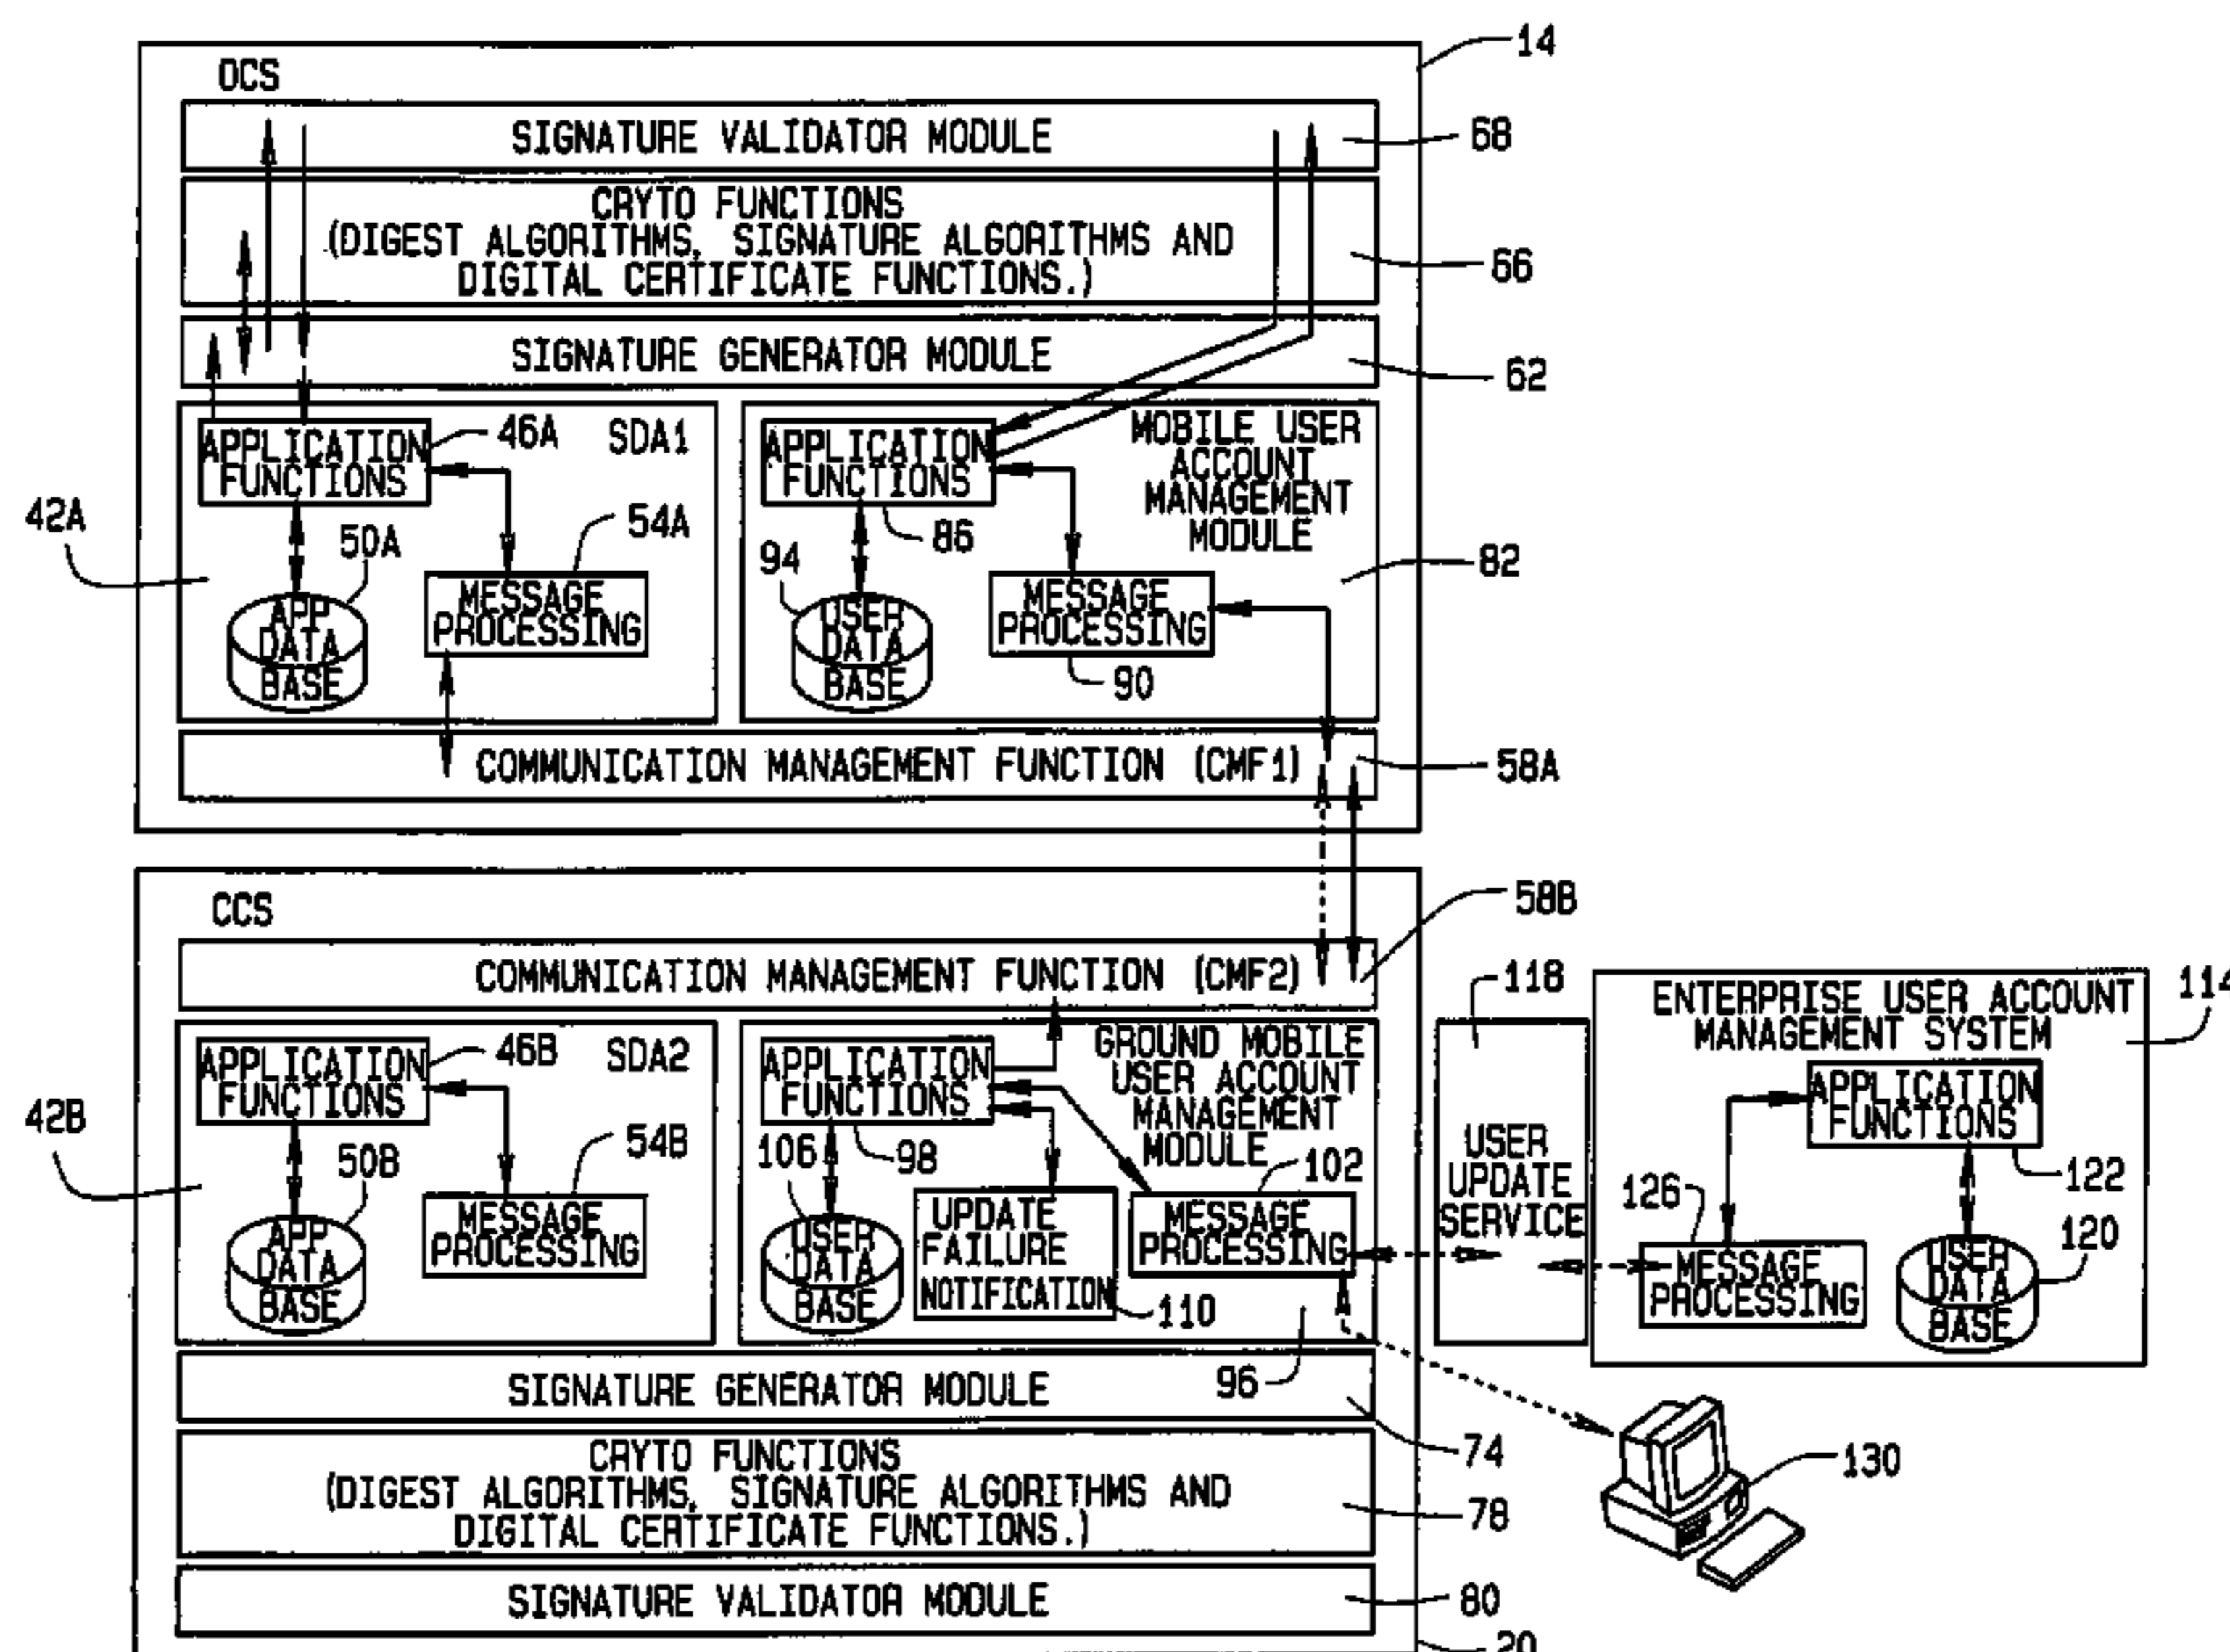 14
OCS
SIGNATURE VALIDATOR MODULE
68
CRYTO FUNCTIONS
(DIGEST ALGORITHMS, SIGNATURE ALGORITHMS AND
DIGITAL CERTIFICATE FUNCTIONS.)
66
SIGNATURE GENERATOR MODULE
62
APPLICATION
FUNCTIONS
46A
SDA1
42A
50A
54A
APP
DATA
BASE
MESSAGE
PROCESSING
APPLICATION
FUNCTIONS
86
MOBILE USER
ACCOUNT
MANAGEMENT
MODULE
94
82
USER
DATA
BASE
MESSAGE
PROCESSING
90
COMMUNICATION MANAGEMENT FUNCTION (CMF1)
58A
CCS
58B
COMMUNICATION MANAGEMENT FUNCTION (CMF2)
APPLICATION
FUNCTIONS
46B
SDA2
42B
50B
54B
APP
DATA
BASE
MESSAGE
PROCESSING
APPLICATION
FUNCTIONS
98
GROUND MOBILE
USER ACCOUNT
MANAGEMENT
MODULE
106
102
USER
DATA
BASE
UPDATE
FAILURE
NOTIFICATION
110
MESSAGE
PROCESSING
96
118
USER
UPDATE
SERVICE
ENTERPRISE USER ACCOUNT
MANAGEMENT SYSTEM
114
APPLICATION
FUNCTIONS
122
126
120
MESSAGE
PROCESSING
USER
DATA
BASE
SIGNATURE GENERATOR MODULE
74
CRYTO FUNCTIONS
(DIGEST ALGORITHMS, SIGNATURE ALGORITHMS AND
DIGITAL CERTIFICATE FUNCTIONS.)
78
130
SIGNATURE VALIDATOR MODULE
80
20